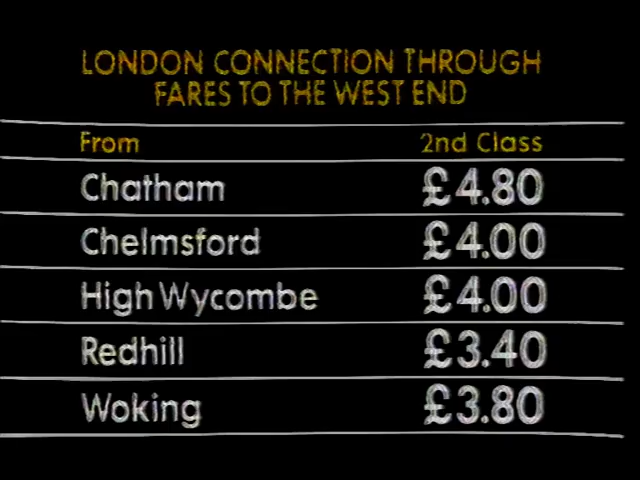 LONDON CONNECTION THROUGH
FARES TO THE WEST END
From 2nd Class
Chatham £4.80
Chelmsford £4.00
High Wycombe £4.00
Redhill £3.40
Woking £3.80